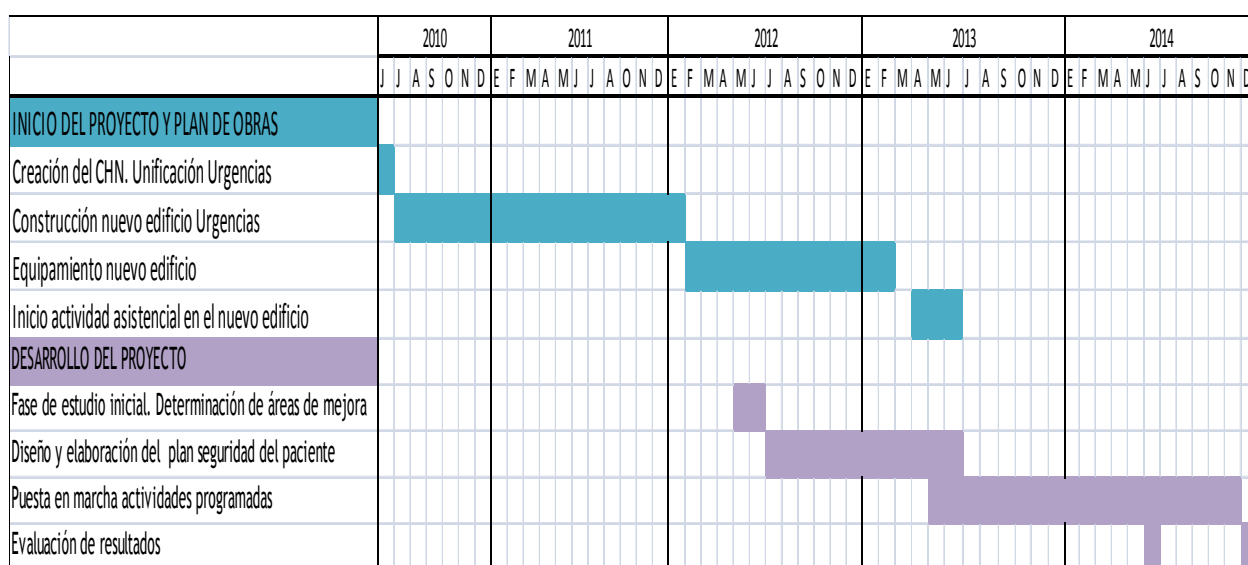 2010 2011 2012 2013 2014
J J A S O N D E F M A M J J A O N D E F M A M J J A S O N D E F M A M J J A S O N D E F M A M J J A S O N D
INICIO DEL PROYECTO Y PLAN DE OBRAS
Creación del CHN. Unificación Urgencias
Construcción nuevo edificio Urgencias
Equipamiento nuevo edificio
Inicio actividad asistencial en el nuevo edificio
DESARROLLO DEL PROYECTO
Fase de estudio inicial. Determinación de áreas de mejora
Diseño y elaboración del plan seguridad del paciente
Puesta en marcha actividades programadas
Evaluación de resultados